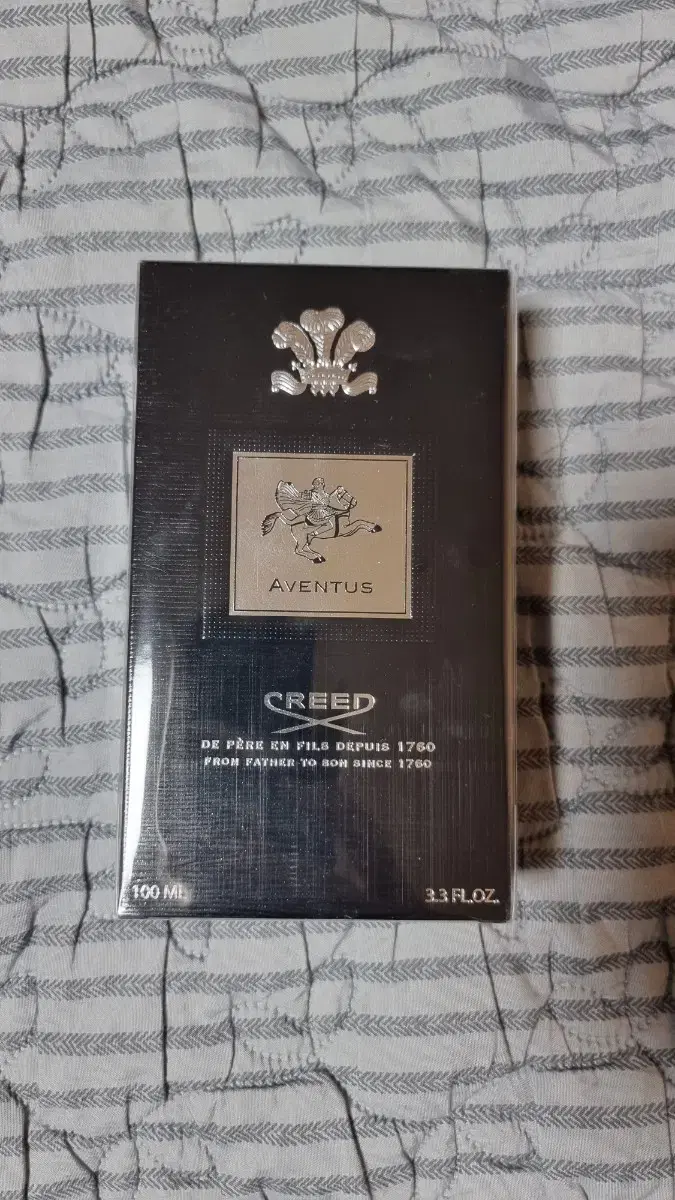 AVENTUS
CREED
DE PÈRE EN FILS DEPUIS 1760
FROM FATHER TO SON SINCE 1760
100 ML
3.3 FL.OZ.